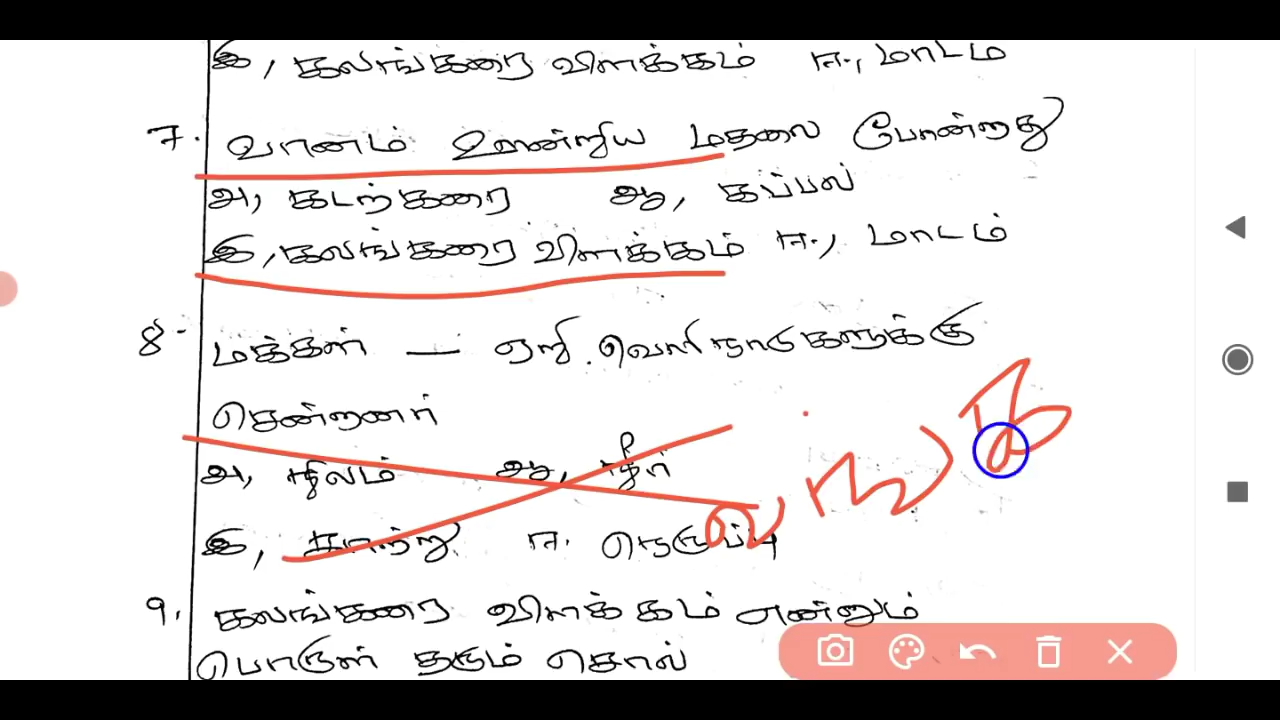 இ, கலங்கரை விளக்கம் ஈ, மாடம்
7. வானம் ஊன்றிய மதலை போன்றது
அ, கடற்கரை ஆ, கப்பல்
இ, கலங்கரை விளக்கம் ஈ, மாடம்
8. மக்கள் — ஏறி வெளிநாடுகளுக்கு
சென்றனர்
அ, நிலம் ஆ, நீர்
இ, காற்று ஈ. நெருப்பு
9. கலங்கரை விளக்கம் என்னும்
பொருள் தரும் சொல்